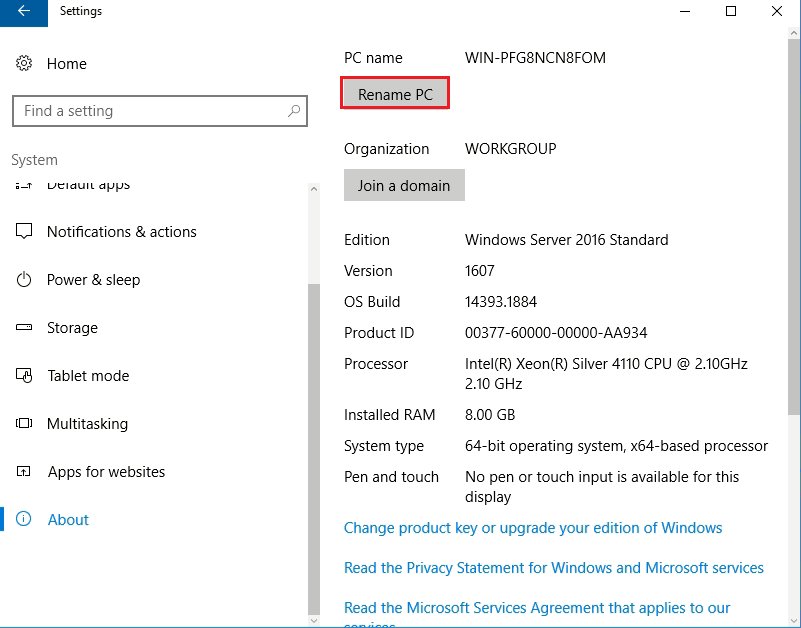 Settings
Home
Find a setting
System
Default apps
Notifications & actions
Power & sleep
Storage
Tablet mode
Multitasking
Apps for websites
About
PC name WIN-PFG8NCN8FOM
Rename PC
Organization WORKGROUP
Join a domain
Edition Windows Server 2016 Standard
Version 1607
OS Build 14393.1884
Product ID 00377-60000-00000-AA934
Processor Intel(R) Xeon(R) Silver 4110 CPU @ 2.10GHz
2.10 GHz
Installed RAM 8.00 GB
System type 64-bit operating system, x64-based processor
Pen and touch No pen or touch input is available for this
display
Change product key or upgrade your edition of Windows
Read the Privacy Statement for Windows and Microsoft services
Read the Microsoft Services Agreement that applies to our
services